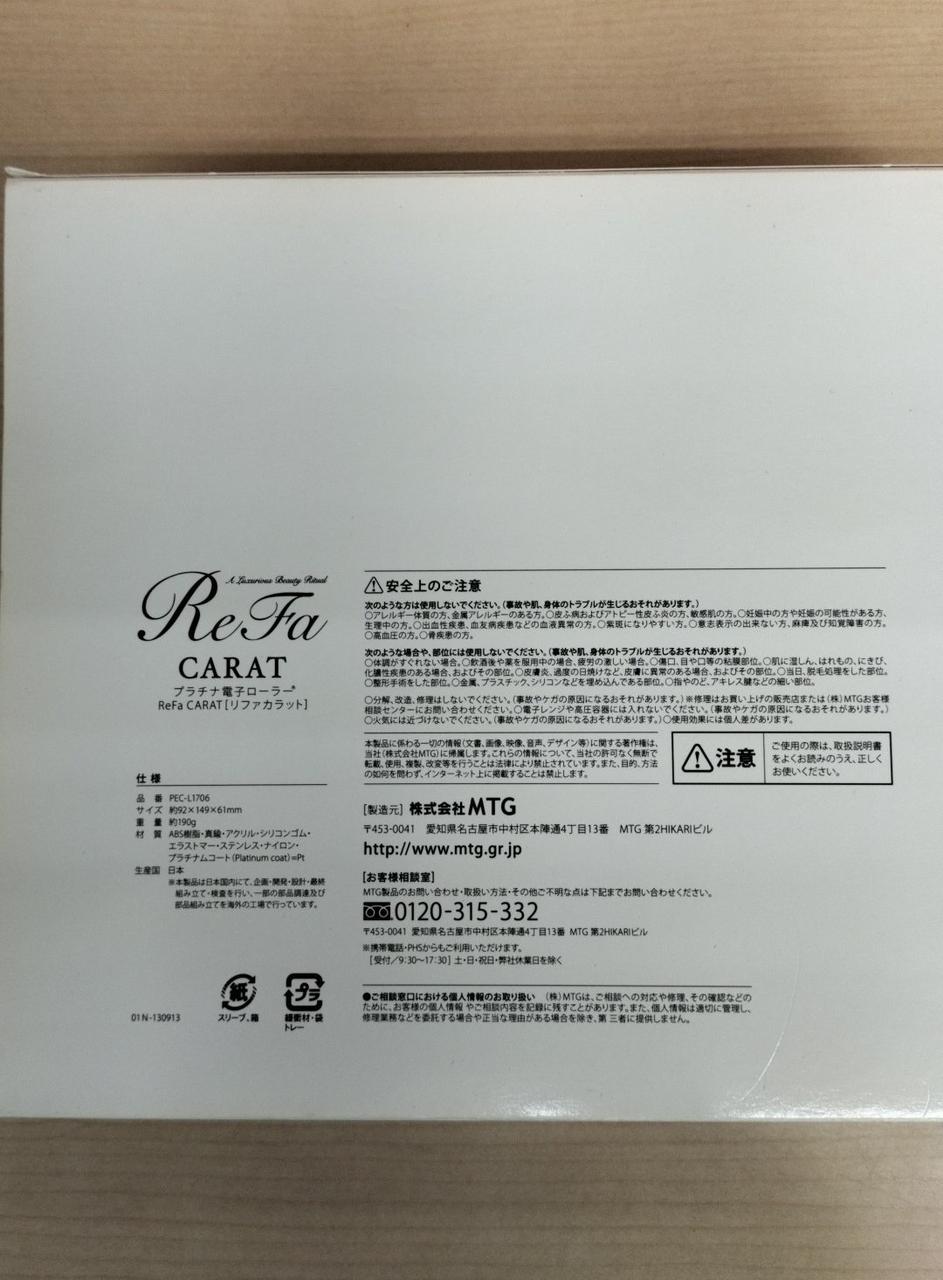 A Luxurious Beauty Ritual
ReFa
CARAT
プラチナ電子ローラー®
ReFa CARAT[リファカラット]
仕様
品 番 PEC-L1706
サイズ 約92×149×61mm
重 量 約190g
材 質 ABS樹脂・真鍮・アクリル・シリコンゴム・
エラストマー・ステンレス・ナイロン・
プラチナムコート(Platinum coat)=Pt
生産国 日本
※本製品は日本国内にて、企画・開発・設計・最終
組み立て・検査を行い、一部の部品調達及び
部品組み立てを海外の工場で行っています。
01N-130913
紙
スリーブ、箱
プラ
緩衝材・袋
トレー
安全上のご注意
次のような方は使用しないでください。(事故や肌、身体のトラブルが生じるおそれがあります。)
○アレルギー体質の方、金属アレルギーのある方。○皮ふ病およびアトピー性皮ふ炎の方、敏感肌の方。○妊娠中の方や妊娠の可能性がある方、
生理中の方。○出血性疾患、血友病疾患などの血液異常の方。○紫斑になりやすい方。○意志表示の出来ない方、麻痺及び知覚障害の方。
○高血圧の方。○骨疾患の方。
次のような場合や、部位には使用しないでください。(事故や肌、身体のトラブルが生じるおそれがあります。)
○体調がすぐれない場合。○飲酒後や薬を服用中の場合、疲労の激しい場合。○傷口、目や口等の粘膜部位。○肌に湿しん、はれもの、にきび、
化膿性疾患のある場合、およびその部位。○皮膚炎、過度の日焼けなど、皮膚に異常のある場合、およびその部位。○当日、脱毛処理をした部位。
○整形手術をした部位。○金属、プラスチック、シリコンなどを埋め込んである部位。○指やのど、アキレス腱などの細い部位。
○分解、改造、修理はしないでください。(事故やケガの原因になるおそれがあります。)※修理はお買い上げの販売店または(株)MTGお客様
相談センターにお問い合わせください。○電子レンジや高圧容器には入れないでください。(事故やケガの原因になるおそれがあります。)
○火気には近づけないでください。(事故やケガの原因になるおそれがあります。)○使用効果には個人差があります。
本製品に係わる一切の情報(文書、画像、映像、音声、デザイン等)に関する著作権は、
当社(株式会社MTG)に帰属します。これらの情報について、当社の許可なく無断で
転載、使用、複製、改変等を行うことは法律により禁止されています。また、目的、方法
の如何を問わず、インターネット上に掲載することは禁止します。
注意
ご使用の際は、取扱説明書
をよくお読みのうえ、正しく
お使いください。
[製造元] 株式会社MTG
〒453-0041 愛知県名古屋市中村区本陣通4丁目13番 MTG 第2HIKARIビル
http://www.mtg.gr.jp
[お客様相談室]
MTG製品のお問い合わせ・取扱い方法・その他ご不明な点は下記までお問い合わせください。
0120-315-332
〒453-0041 愛知県名古屋市中村区本陣通4丁目13番 MTG 第2HIKARIビル
※携帯電話・PHSからもご利用いただけます。
[受付/9:30〜17:30] 土・日・祝日・弊社休業日を除く
●ご相談窓口における個人情報のお取り扱い (株)MTGは、ご相談への対応や修理、その確認などの
ために、お客様の個人情報 やご相談内容を記録に残すことがあります。また、個人情報は適切に管理し、
修理業務などを委託する場合や正当な理由がある場合を除き、第 三者に提供しません。